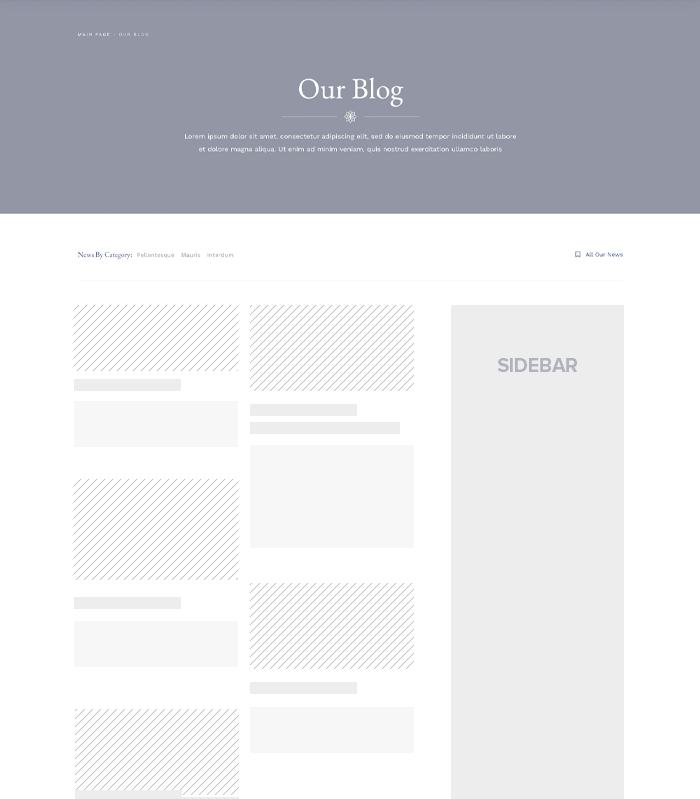 MAIN PAGE - OUR BLOG
Our Blog
Lorem ipsum dolor sit amet, consectetur adipiscing elit, sed do eiusmod tempor incididunt ut labore
et dolore magna aliqua. Ut enim ad minim veniam, quis nostrud exercitation ullamco laboris
News By Category: Pellentesque Mauris Interdum
All Our News
SIDEBAR